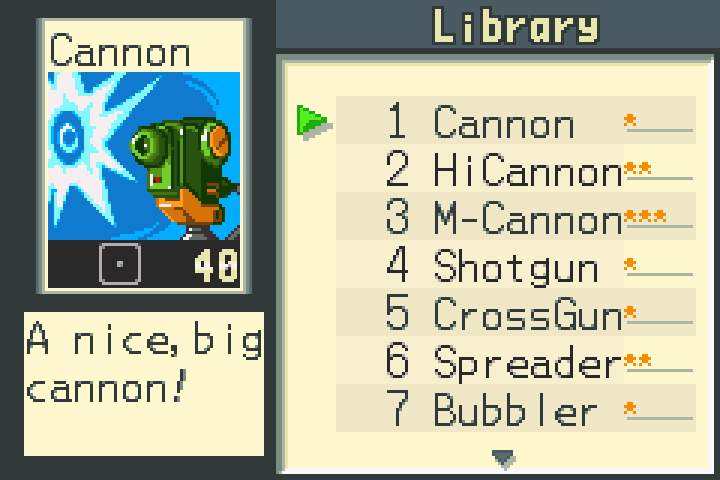 Library
Cannon
40
A nice, big
cannon!
1 Cannon *
2 HiCannon **
3 M-Cannon ***
4 Shotgun *
5 CrossGun *
6 Spreader **
7 Bubbler *